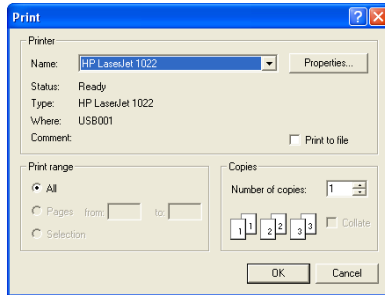 Print
Printer
Name: HP LaserJet 1022 Properties...
Status: Ready
Type: HP LaserJet 1022
Where: USB001
Comment: Print to file
Print range
All
Pages from: to:
Selection
Copies
Number of copies: 1
1 1 2 2 3 3 Collate
OK Cancel